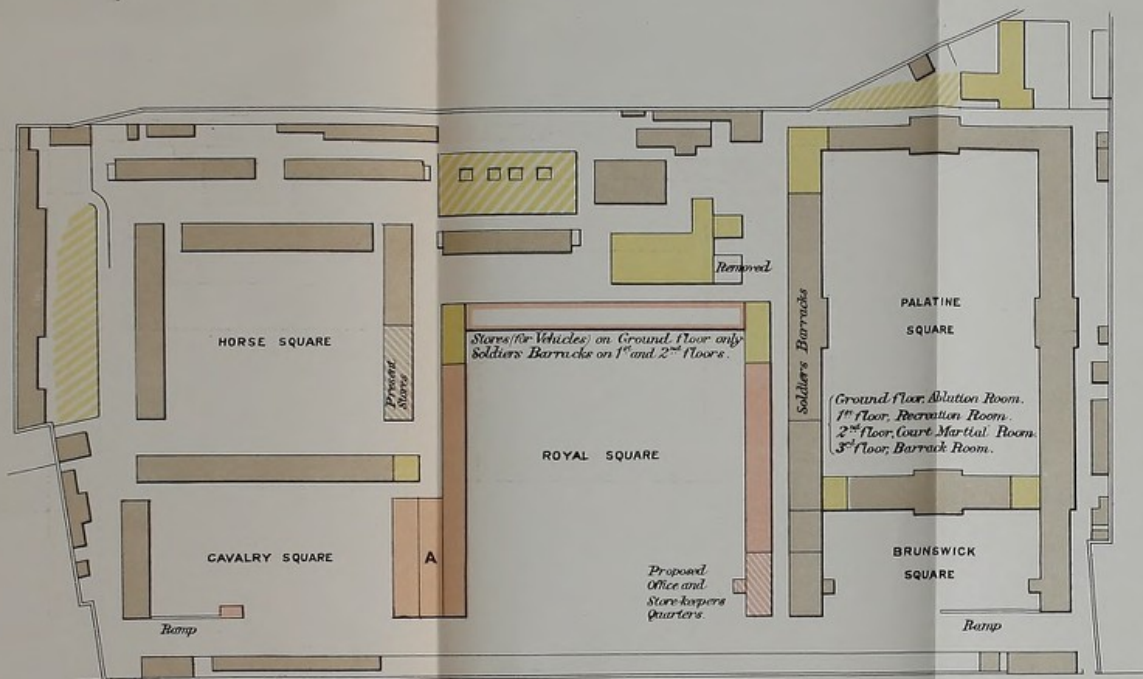 Removed
Stores (for Vehicles) on Ground floor only
Soldiers Barracks on 1st and 2nd floors.
HORSE SQUARE
Present
Stores
Soldiers Barracks
PALATINE
SQUARE
Ground floor, Ablution Room.
1st floor, Recreation Room.
2nd floor, Court Martial Room.
3rd floor, Barrack Room.
ROYAL SQUARE
CAVALRY SQUARE
A
Proposed
Office and
Store-keepers
Quarters.
BRUNSWICK
SQUARE
Ramp
Ramp